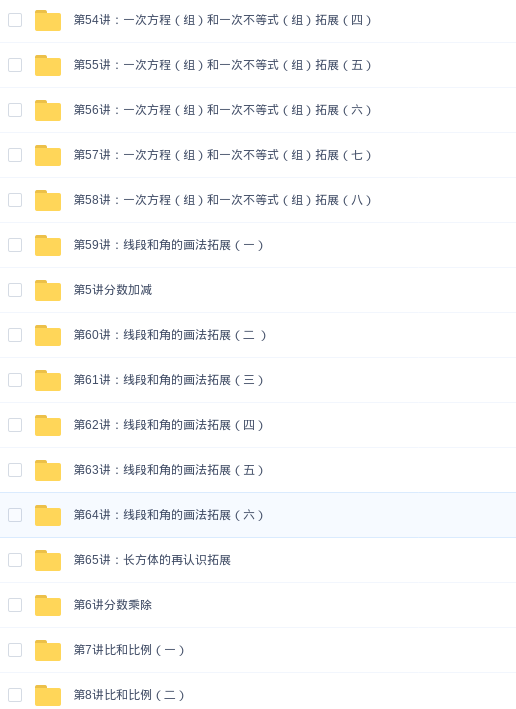 第54讲：一次方程（组）和一次不等式（组）拓展（四）
第55讲：一次方程（组）和一次不等式（组）拓展（五）
第56讲：一次方程（组）和一次不等式（组）拓展（六）
第57讲：一次方程（组）和一次不等式（组）拓展（七）
第58讲：一次方程（组）和一次不等式（组）拓展（八）
第59讲：线段和角的画法拓展（一）
第5讲分数加减
第60讲：线段和角的画法拓展（二 ）
第61讲：线段和角的画法拓展（三）
第62讲：线段和角的画法拓展（四）
第63讲：线段和角的画法拓展（五）
第64讲：线段和角的画法拓展（六）
第65讲：长方体的再认识拓展
第6讲分数乘除
第7讲比和比例（一）
第8讲比和比例（二）